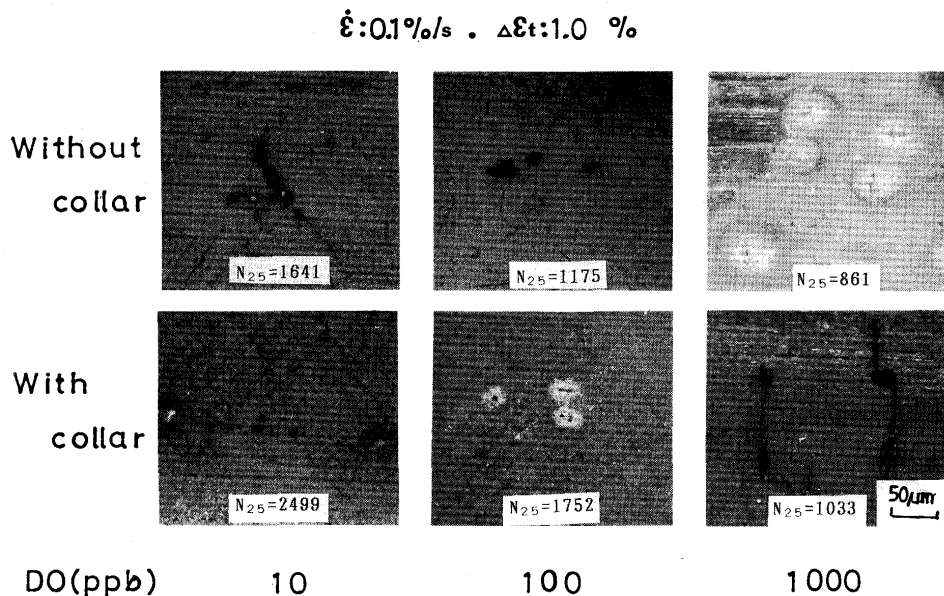 ε̇:0.1%/s . Δεt:1.0 %
Without
collar
N₂₅=1641
N₂₅=1175
N₂₅=861
With
collar
N₂₅=2499
N₂₅=1752
N₂₅=1033
50μm
DO(ppb) 10 100 1000